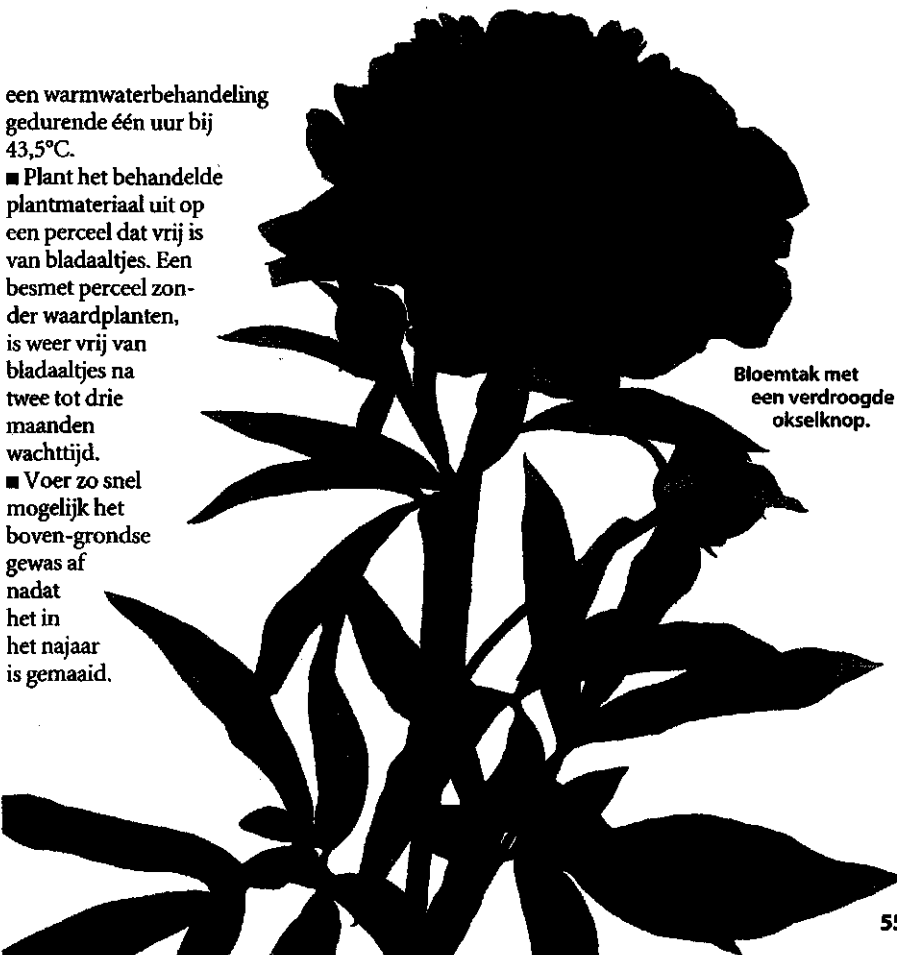 een warmwaterbehandeling
gedurende één uur bij
43,5°C.
■ Plant het behandelde
plantmateriaal uit op
een perceel dat vrij is
van bladaaltjes. Een
besmet perceel zon-
der waardplanten,
is weer vrij van
bladaaltjes na
twee tot drie
maanden
wachttijd.
■ Voer zo snel
mogelijk het
boven-grondse
gewas af
nadat
het in
het najaar
is gemaaid.
Bloemtak met
een verdroogde
okselknop.
55